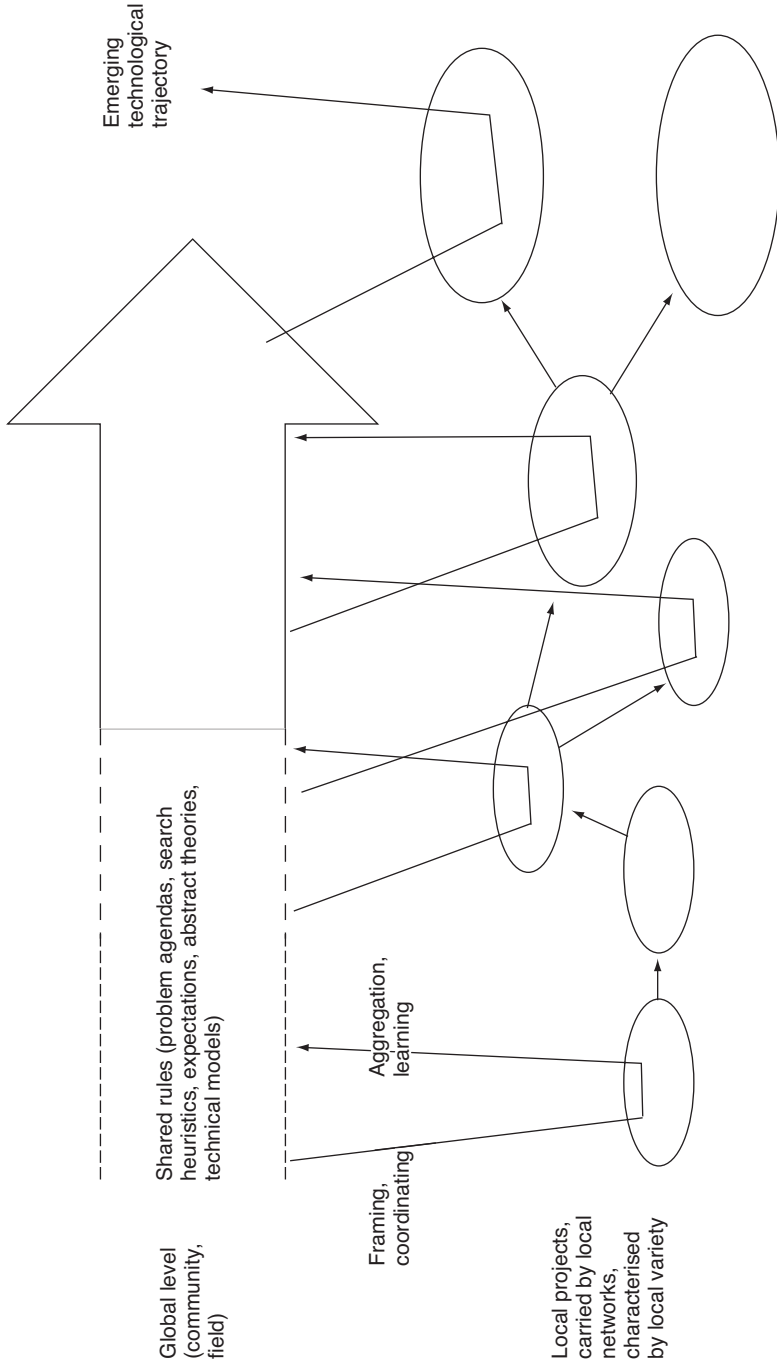 Global level
(community,
field)
Shared rules (problem agendas, search
heuristics, expectations, abstract theories,
technical models)
Emerging
technological
trajectory
Framing,
coordinating
Aggregation,
learning
Local projects,
carried by local
networks,
characterised
by local variety